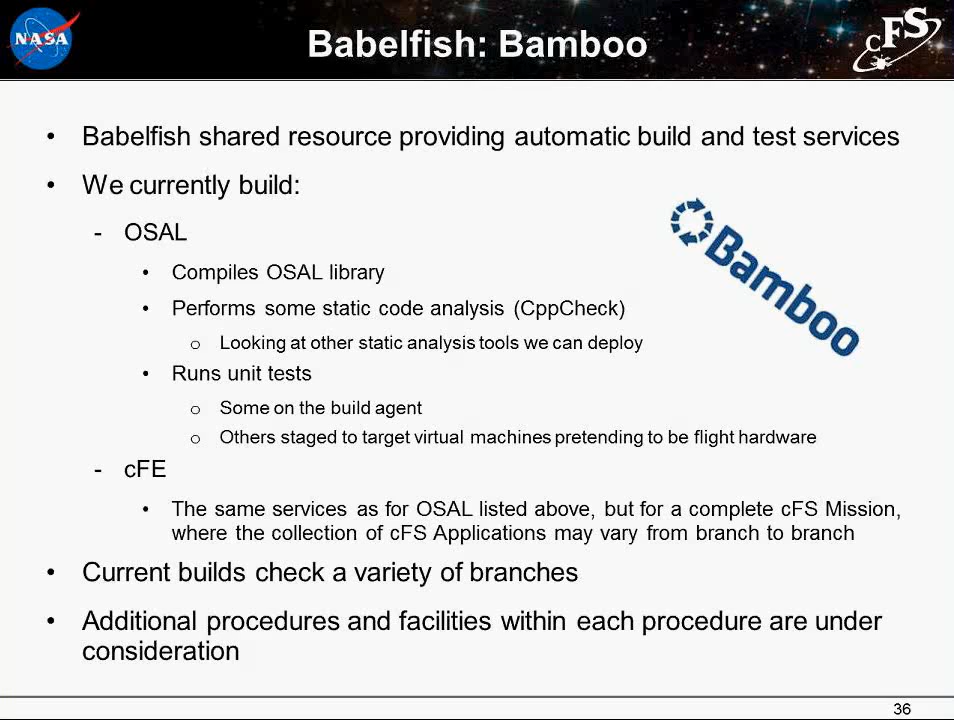 NASA
Babelfish: Bamboo
cFS
• Babelfish shared resource providing automatic build and test services
• We currently build:
- OSAL
• Compiles OSAL library
• Performs some static code analysis (CppCheck)
o Looking at other static analysis tools we can deploy
• Runs unit tests
o Some on the build agent
o Others staged to target virtual machines pretending to be flight hardware
- cFE
• The same services as for OSAL listed above, but for a complete cFS Mission,
where the collection of cFS Applications may vary from branch to branch
• Current builds check a variety of branches
• Additional procedures and facilities within each procedure are under
consideration
Bamboo
36